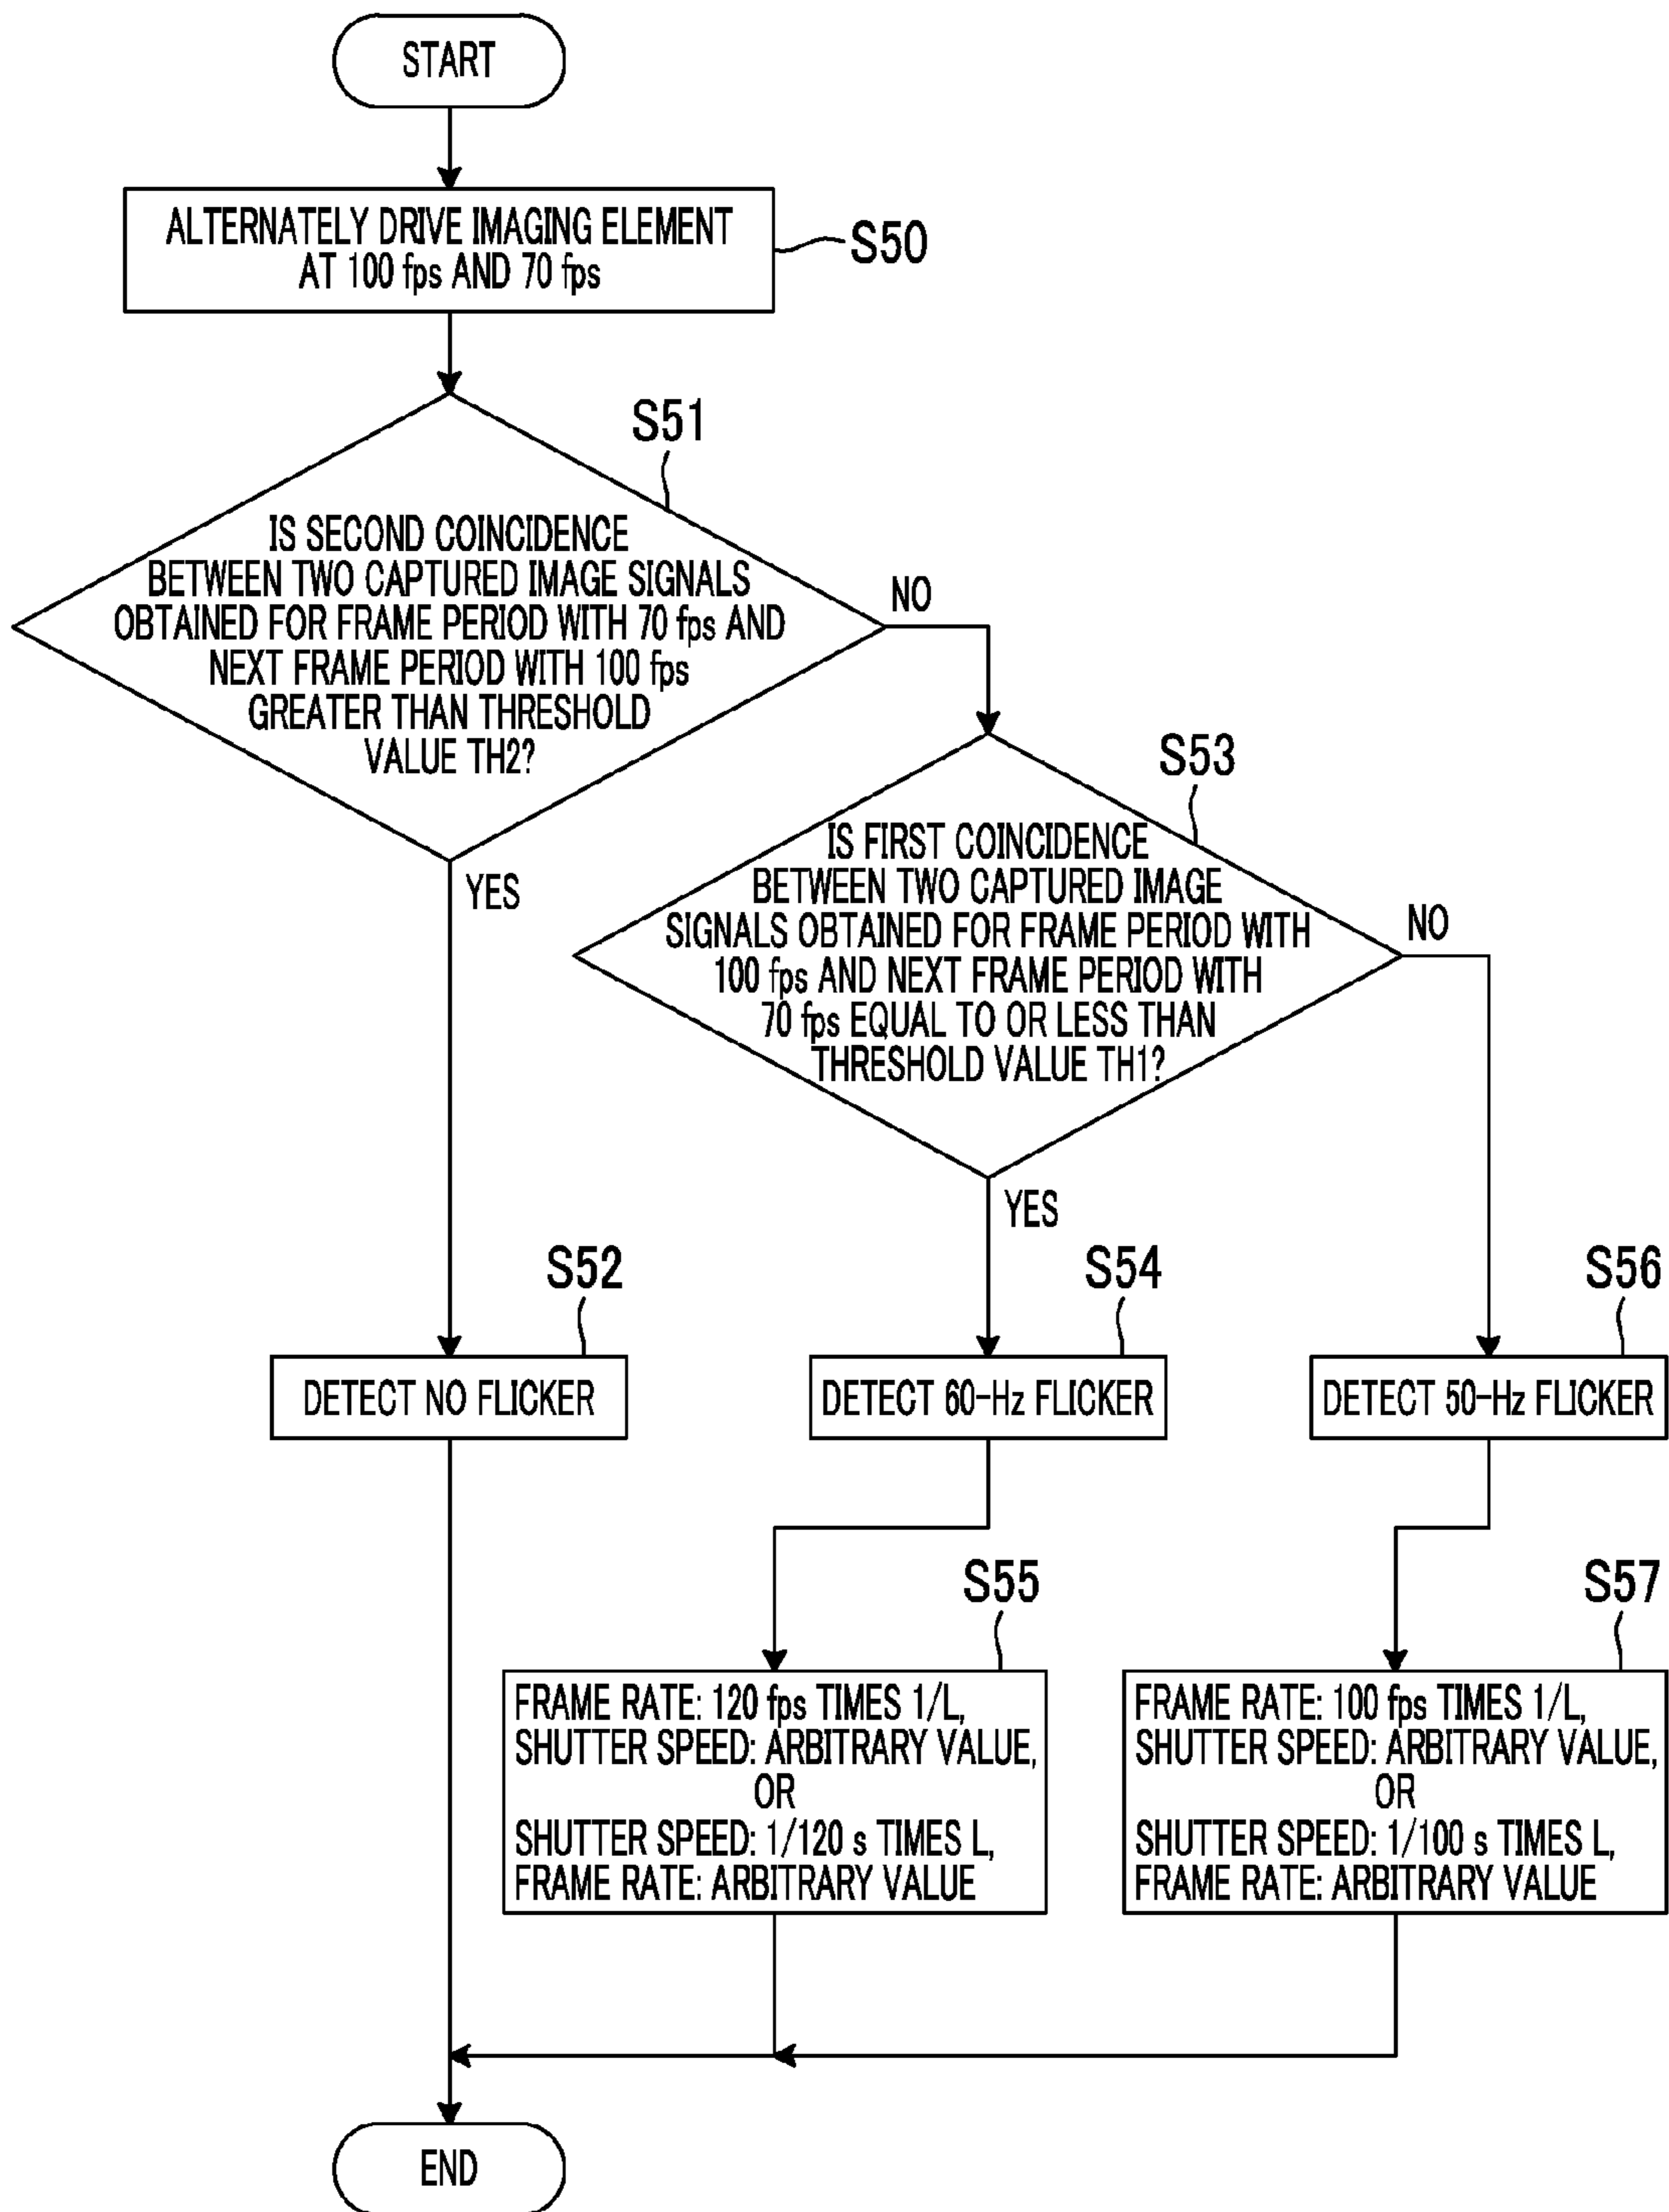 START
ALTERNATELY DRIVE IMAGING ELEMENT
AT 100 fps AND 70 fps
S50
S51
IS SECOND COINCIDENCE
BETWEEN TWO CAPTURED IMAGE SIGNALS
OBTAINED FOR FRAME PERIOD WITH 70 fps AND
NEXT FRAME PERIOD WITH 100 fps
GREATER THAN THRESHOLD
VALUE TH2?
NO
YES
S53
IS FIRST COINCIDENCE
BETWEEN TWO CAPTURED IMAGE
SIGNALS OBTAINED FOR FRAME PERIOD WITH
100 fps AND NEXT FRAME PERIOD WITH
70 fps EQUAL TO OR LESS THAN
THRESHOLD VALUE TH1?
NO
YES
S52
DETECT NO FLICKER
S54
DETECT 60-Hz FLICKER
S56
DETECT 50-Hz FLICKER
S55
FRAME RATE: 120 fps TIMES 1/L,
SHUTTER SPEED: ARBITRARY VALUE,
OR
SHUTTER SPEED: 1/120 s TIMES L,
FRAME RATE: ARBITRARY VALUE
S57
FRAME RATE: 100 fps TIMES 1/L,
SHUTTER SPEED: ARBITRARY VALUE,
OR
SHUTTER SPEED: 1/100 s TIMES L,
FRAME RATE: ARBITRARY VALUE
END